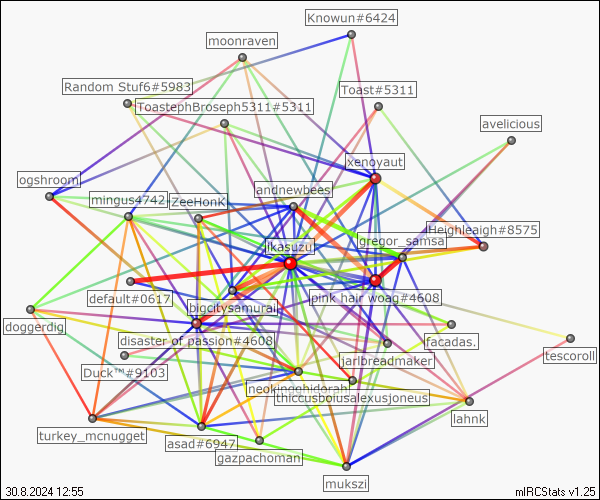 Knowun#6424
moonraven
Random Stuf6#5983
Toast#5311
ToastephBroseph5311#5311
avelicious
xenoyaut
ogshroom
andnewbees
mingus4742
ZeeHonK
Heighleaigh#8575
gregor_samsa
ikasuzu
default#0617
pink hair woag#4608
bigcitysamurai
doggerdig
disaster of passion#4608
facadas.
tescoroll
jarlbreadmaker
Duck™#9103
neokingghidorah
thiccusboiusalexusjoneus
lahnk
turkey_mcnugget
asad#6947
gazpachoman
mukszi
30.8.2024 12:55
mIRCStats v1.25